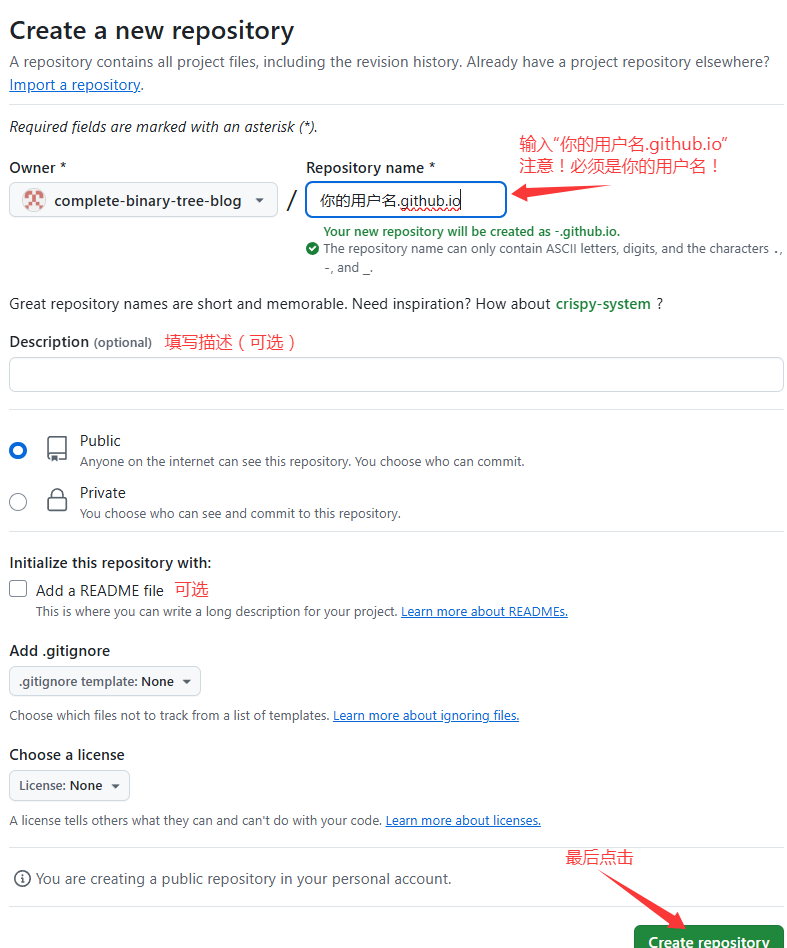 Create a new repository
A repository contains all project files, including the revision history. Already have a project repository elsewhere?
Import a repository.
Required fields are marked with an asterisk (*).
输入“你的用户名.github.io”
注意！必须是你的用户名！
Owner *
Repository name *
complete-binary-tree-blog
/
你的用户名.github.io
Your new repository will be created as -.github.io.
The repository name can only contain ASCII letters, digits, and the characters .,
-, and _.
Great repository names are short and memorable. Need inspiration? How about crispy-system ?
Description (optional) 填写描述（可选）
Public
Anyone on the internet can see this repository. You choose who can commit.
Private
You choose who can see and commit to this repository.
Initialize this repository with:
Add a README file 可选
This is where you can write a long description for your project. Learn more about READMEs.
Add .gitignore
.gitignore template: None
Choose which files not to track from a list of templates. Learn more about ignoring files.
Choose a license
License: None
A license tells others what they can and can't do with your code. Learn more about licenses.
最后点击
You are creating a public repository in your personal account.
Create repository